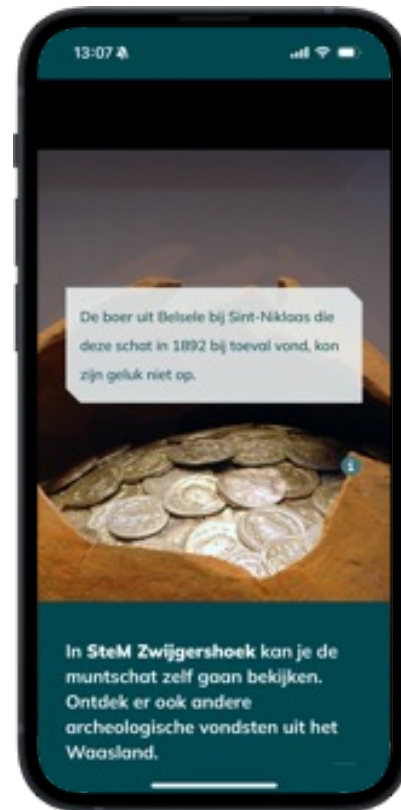 13:07
De boer uit Belsele bij Sint-Niklaas die
deze schat in 1892 bij toeval vond, kon
zijn geluk niet op.
i
In SteM Zwijgershoek kan je de
muntschat zelf gaan bekijken.
Ontdek er ook andere
archeologische vondsten uit het
Waasland.